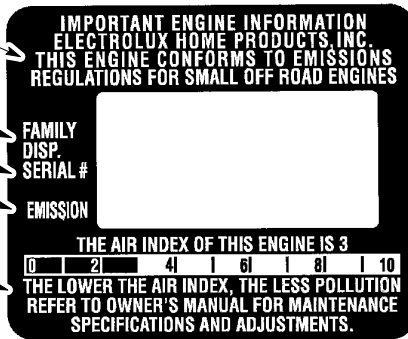 IMPORTANT ENGINE INFORMATION
ELECTROLUX HOME PRODUCTS, INC.
THIS ENGINE CONFORMS TO EMISSIONS
REGULATIONS FOR SMALL OFF ROAD ENGINES
FAMILY
DISP.
SERIAL #
EMISSION
THE AIR INDEX OF THIS ENGINE IS 3
0 2 4 6 8 10
THE LOWER THE AIR INDEX, THE LESS POLLUTION
REFER TO OWNER'S MANUAL FOR MAINTENANCE
SPECIFICATIONS AND ADJUSTMENTS.